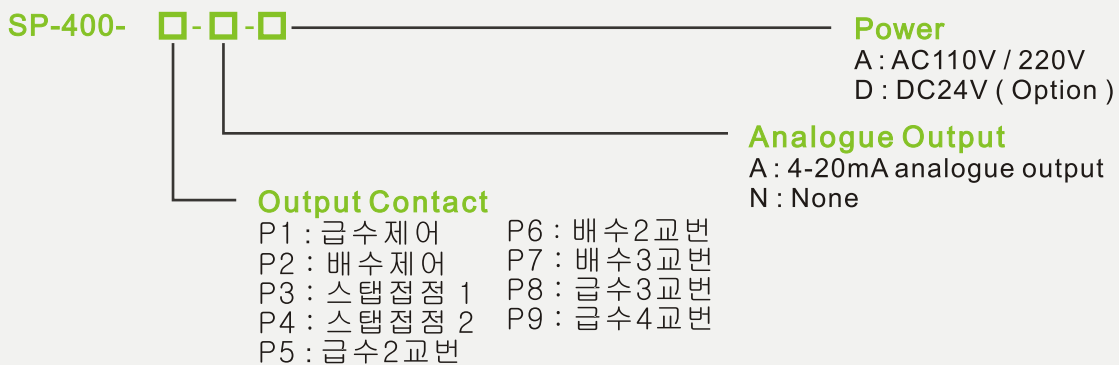 SP-400- □-□-□
Power
A : AC110V / 220V
D : DC24V ( Option )
Analogue Output
A : 4-20mA analogue output
N : None
Output Contact
P1 : 급수제어
P2 : 배수제어
P3 : 스탭접점 1
P4 : 스탭접점 2
P5 : 급수2교번
P6 : 배수2교번
P7 : 배수3교번
P8 : 급수3교번
P9 : 급수4교번